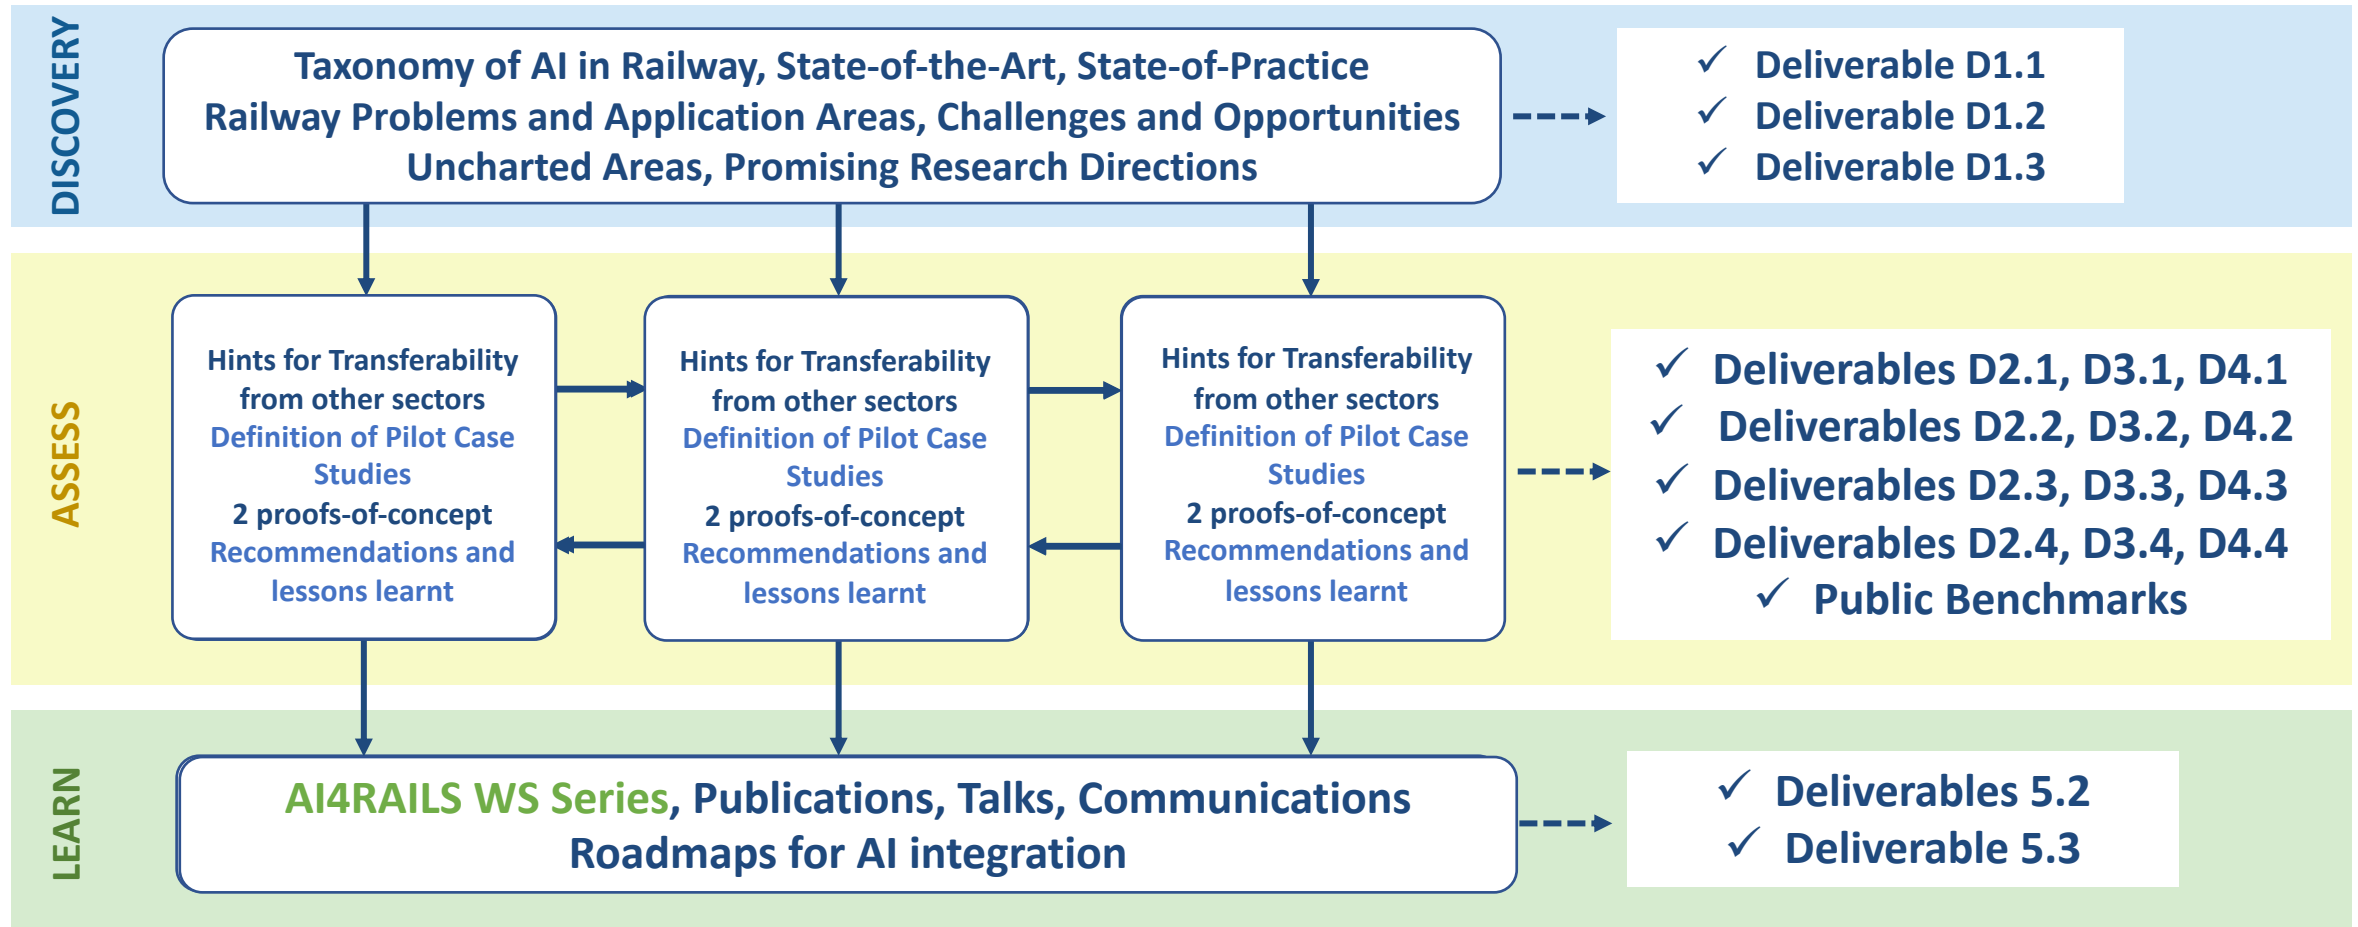 DISCOVERY
Taxonomy of AI in Railway, State-of-the-Art, State-of-Practice
Railway Problems and Application Areas, Challenges and Opportunities
Uncharted Areas, Promising Research Directions
✓ Deliverable D1.1
✓ Deliverable D1.2
✓ Deliverable D1.3
ASSESS
Hints for Transferability
from other sectors
Definition of Pilot Case
Studies
2 proofs-of-concept
Recommendations and
lessons learnt
Hints for Transferability
from other sectors
Definition of Pilot Case
Studies
2 proofs-of-concept
Recommendations and
lessons learnt
Hints for Transferability
from other sectors
Definition of Pilot Case
Studies
2 proofs-of-concept
Recommendations and
lessons learnt
✓ Deliverables D2.1, D3.1, D4.1
✓ Deliverables D2.2, D3.2, D4.2
✓ Deliverables D2.3, D3.3, D4.3
✓ Deliverables D2.4, D3.4, D4.4
✓ Public Benchmarks
LEARN
AI4RAILS WS Series, Publications, Talks, Communications
Roadmaps for AI integration
✓ Deliverables 5.2
✓ Deliverable 5.3